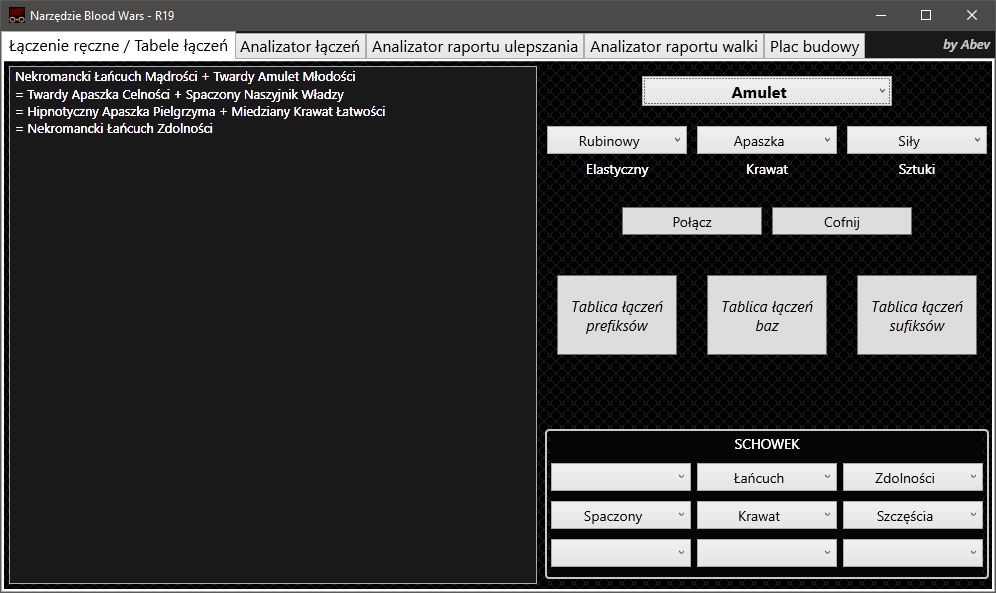 Narzędzie Blood Wars - R19
Łączenie ręczne / Tabele łączeń
Analizator łączeń
Analizator raportu ulepszania
Analizator raportu walki
Plac budowy
by Abev
Nekromancki Łańcuch Mądrości + Twardy Amulet Młodości
= Twardy Apaszka Celności + Spaczony Naszyjnik Władzy
= Hipnotyczny Apaszka Pielgrzyma + Miedziany Krawat Łatwości
= Nekromancki Łańcuch Zdolności
Amulet
Rubinowy
Apaszka
Siły
Elastyczny
Krawat
Sztuki
Połącz
Cofnij
Tablica łączeń
prefiksów
Tablica łączeń
baz
Tablica łączeń
sufiksów
SCHOWEK
Łańcuch
Zdolności
Spaczony
Krawat
Szczęścia